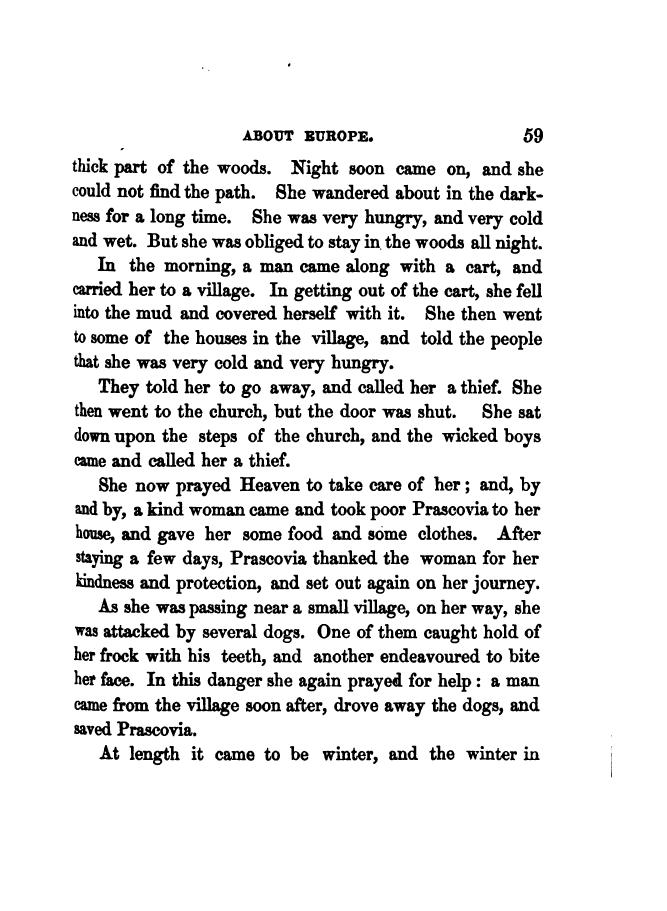 ABOUT EUROPE. 59
thick part of the woods. Night soon came on, and she
could not find the path. She wandered about in the dark-
ness for a long time. She was very hungry, and very cold
and wet. But she was obliged to stay in the woods all night.
In the morning, a man came along with a cart, and
carried her to a village. In getting out of the cart, she fell
into the mud and covered herself with it. She then went
to some of the houses in the village, and told the people
that she was very cold and very hungry.
They told her to go away, and called her a thief. She
then went to the church, but the door was shut. She sat
down upon the steps of the church, and the wicked boys
came and called her a thief.
She now prayed Heaven to take care of her; and, by
and by, a kind woman came and took poor Prascovia to her
house, and gave her some food and some clothes. After
staying a few days, Prascovia thanked the woman for her
kindness and protection, and set out again on her journey.
As she was passing near a small village, on her way, she
was attacked by several dogs. One of them caught hold of
her frock with his teeth, and another endeavoured to bite
her face. In this danger she again prayed for help: a man
came from the village soon after, drove away the dogs, and
saved Prascovia.
At length it came to be winter, and the winter in